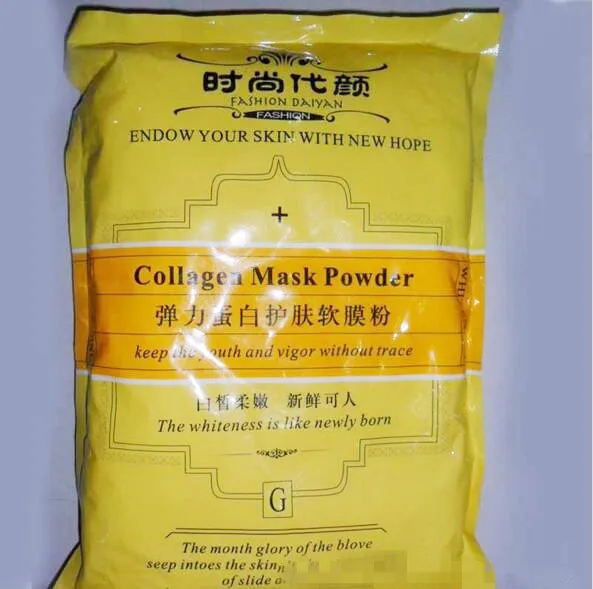 时尚代颜
FASHION DAIYAN
FASHION
ENDOW YOUR SKIN WITH NEW HOPE
+
Collagen Mask Powder
弹力蛋白护肤软膜粉
keep the youth and vigor without trace
白皙柔嫩 新鲜可人
The whiteness is like newly born
G
The month glory of the blove
seep intoes the skin
of slide